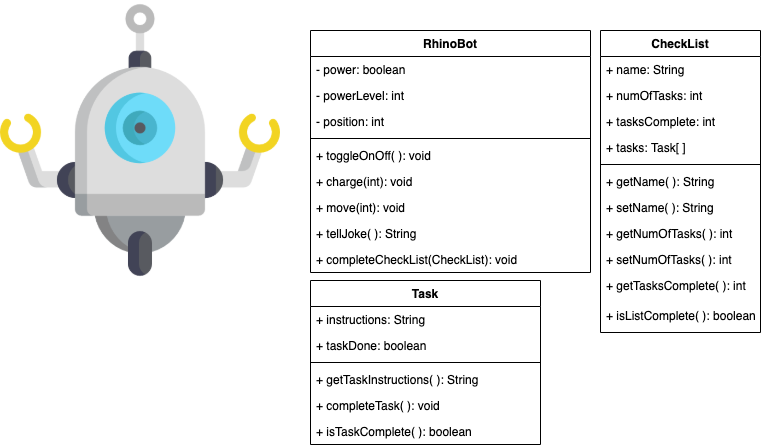 RhinoBot
- power: boolean
- powerLevel: int
- position: int
+ toggleOnOff( ): void
+ charge(int): void
+ move(int): void
+ tellJoke( ): String
+ completeCheckList(CheckList): void
CheckList
+ name: String
+ numOfTasks: int
+ tasksComplete: int
+ tasks: Task[ ]
+ getName( ): String
+ setName( ): String
+ getNumOfTasks( ): int
+ setNumOfTasks( ): int
+ getTasksComplete( ): int
+ isListComplete( ): boolean
Task
+ instructions: String
+ taskDone: boolean
+ getTaskInstructions( ): String
+ completeTask( ): void
+ isTaskComplete( ): boolean